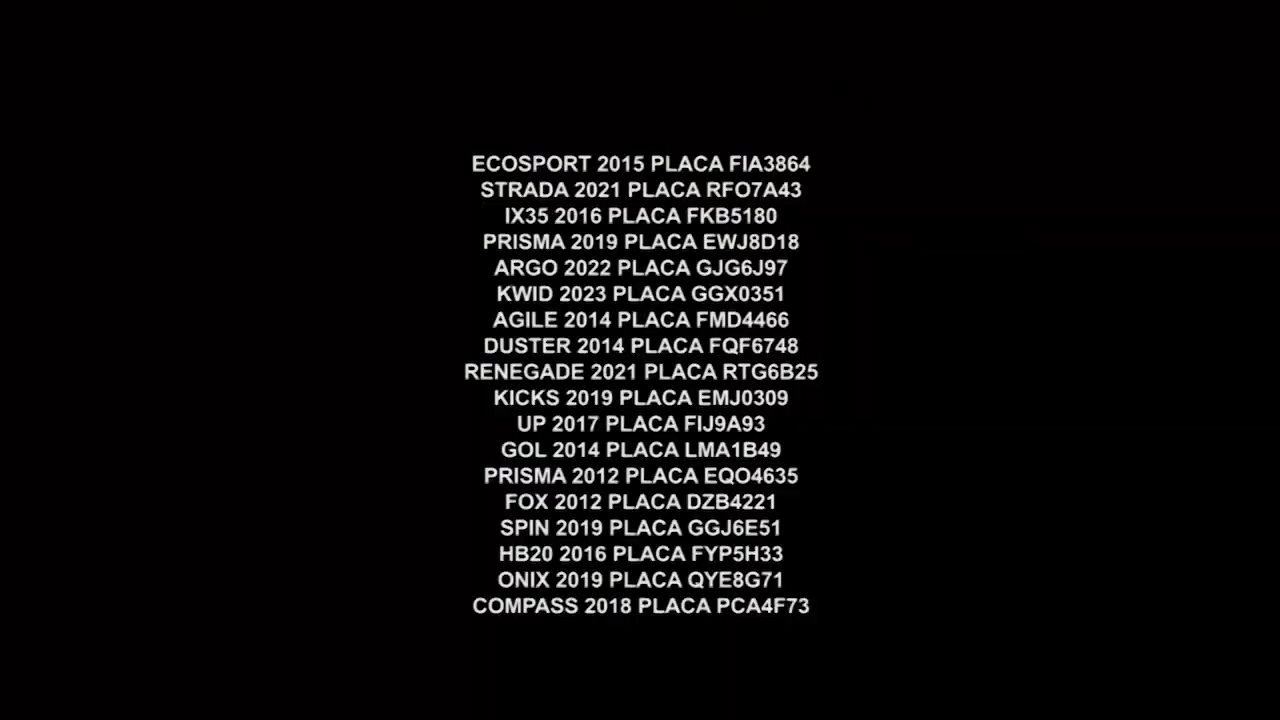 ECOSPORT 2015 PLACA FIA3864
STRADA 2021 PLACA RFO7A43
IX35 2016 PLACA FKB5180
PRISMA 2019 PLACA EWJ8D18
ARGO 2022 PLACA GJG6J97
KWID 2023 PLACA GGX0351
AGILE 2014 PLACA FMD4466
DUSTER 2014 PLACA FQF6748
RENEGADE 2021 PLACA RTG6B25
KICKS 2019 PLACA EMJ0309
UP 2017 PLACA FIJ9A93
GOL 2014 PLACA LMA1B49
PRISMA 2012 PLACA EQO4635
FOX 2012 PLACA DZB4221
SPIN 2019 PLACA GGJ6E51
HB20 2016 PLACA FYP5H33
ONIX 2019 PLACA QYE8G71
COMPASS 2018 PLACA PCA4F73